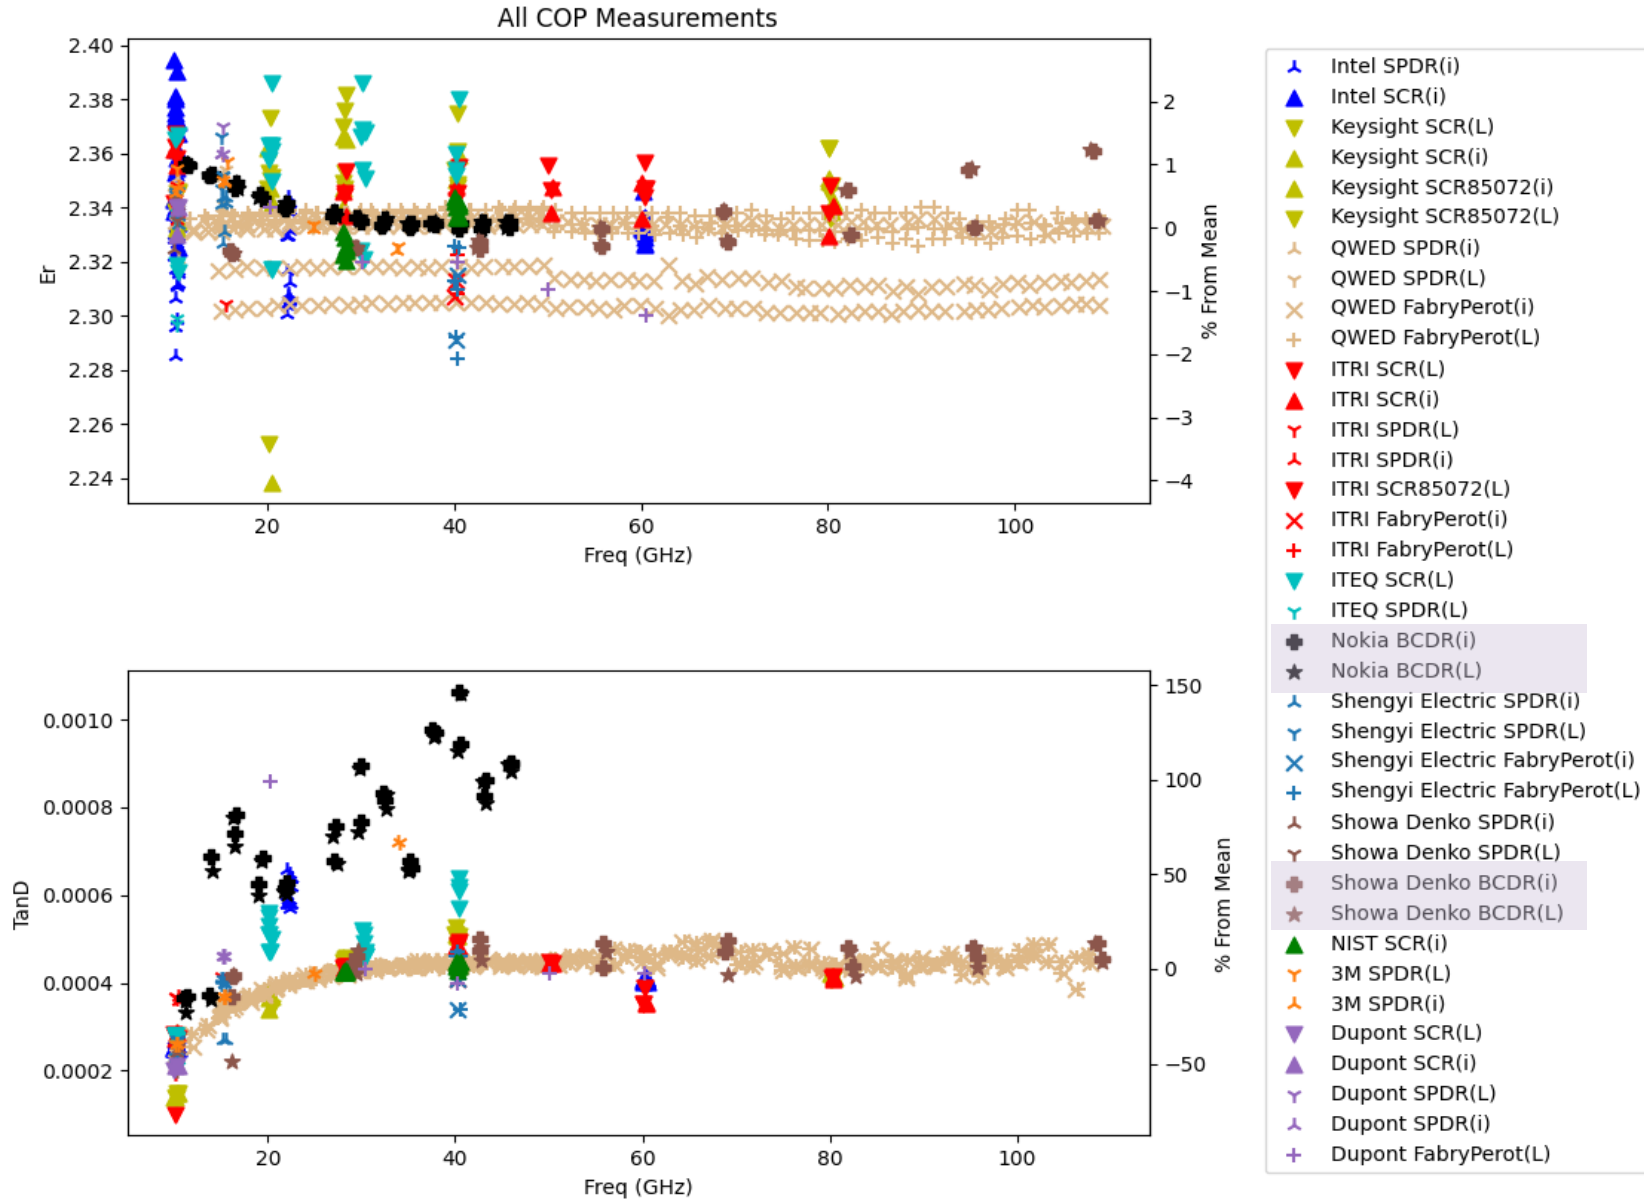 All COP Measurements
2.40
2.38
2.36
2.34
2.32
2.30
2.28
2.26
2.24
Er
2
1
0
−1
−2
−3
−4
% From Mean
20
40
60
80
100
Freq (GHz)
0.0010
0.0008
0.0006
0.0004
0.0002
TanD
150
100
50
0
−50
% From Mean
20
40
60
80
100
Freq (GHz)
Intel SPDR(i)
Intel SCR(i)
Keysight SCR(L)
Keysight SCR(i)
Keysight SCR85072(i)
Keysight SCR85072(L)
QWED SPDR(i)
QWED SPDR(L)
QWED FabryPerot(i)
QWED FabryPerot(L)
ITRI SCR(L)
ITRI SCR(i)
ITRI SPDR(L)
ITRI SPDR(i)
ITRI SCR85072(L)
ITRI FabryPerot(i)
ITRI FabryPerot(L)
ITEQ SCR(L)
ITEQ SPDR(L)
Nokia BCDR(i)
Nokia BCDR(L)
Shengyi Electric SPDR(i)
Shengyi Electric SPDR(L)
Shengyi Electric FabryPerot(i)
Shengyi Electric FabryPerot(L)
Showa Denko SPDR(i)
Showa Denko SPDR(L)
Showa Denko BCDR(i)
Showa Denko BCDR(L)
NIST SCR(i)
3M SPDR(L)
3M SPDR(i)
Dupont SCR(L)
Dupont SCR(i)
Dupont SPDR(L)
Dupont SPDR(i)
Dupont FabryPerot(L)